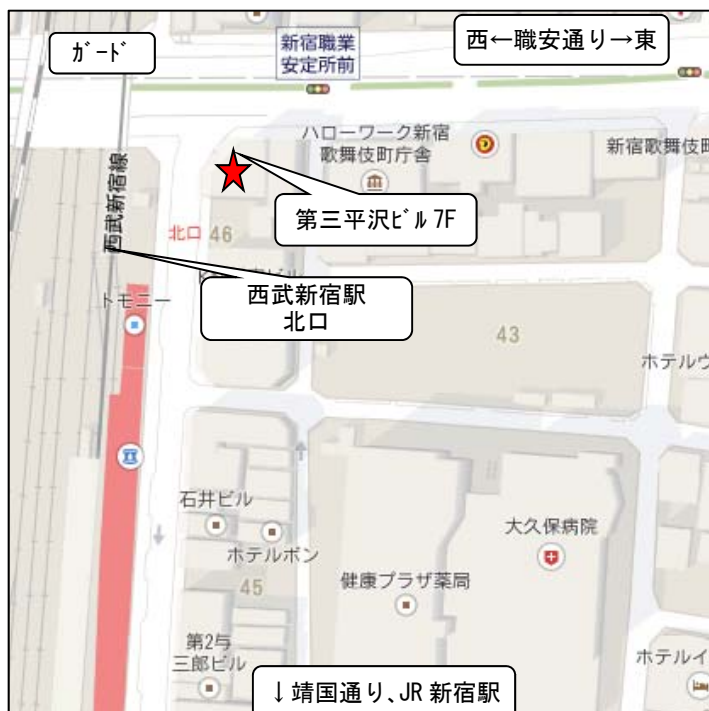 ガード
新宿職業
安定所前
西←職安通り→東
ハローワーク新宿
歌舞伎町庁舎
新宿歌舞伎町
西武新宿線
第三平沢ビル 7F
北口
46
西武新宿駅
北口
トモニー
43
ホテルウ
石井ビル
ホテルボン
大久保病院
45
健康プラザ薬局
第2与
三郎ビル
ホテルイ
↓靖国通り、JR 新宿駅